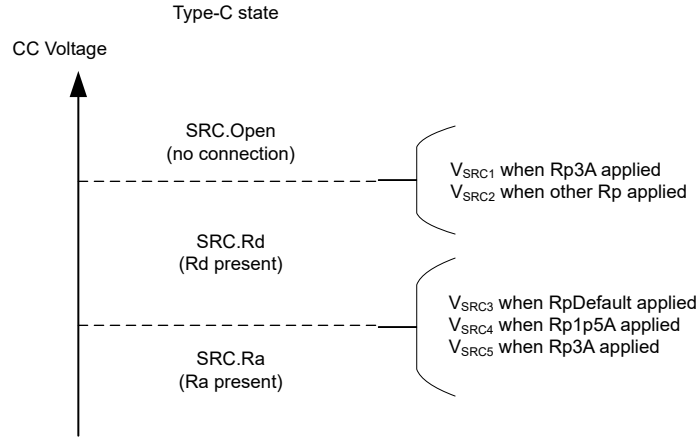 Type-C state
CC Voltage
SRC.Open
(no connection)
VSRC1 when Rp3A applied
VSRC2 when other Rp applied
SRC.Rd
(Rd present)
VSRC3 when RpDefault applied
VSRC4 when Rp1p5A applied
VSRC5 when Rp3A applied
SRC.Ra
(Ra present)